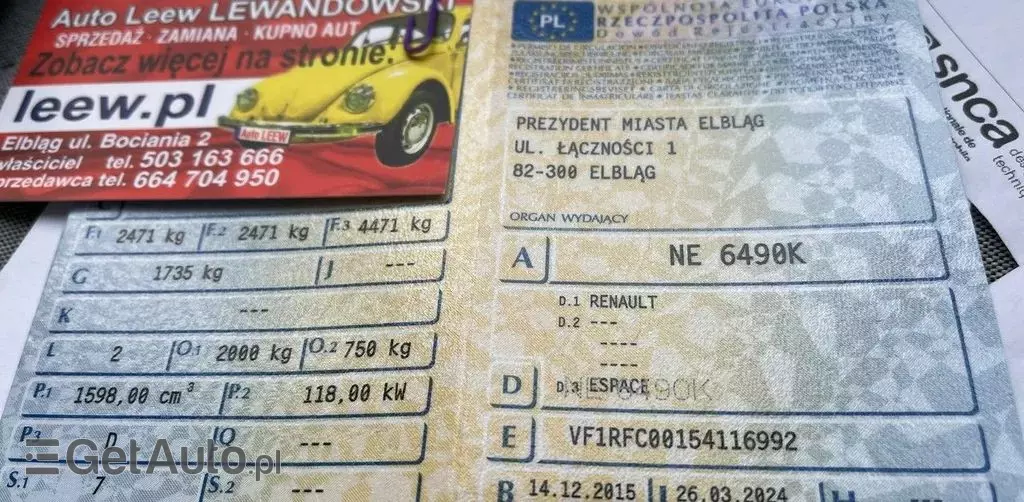 Auto Leew LEWANDOWSKI
SPRZEDAŻ · ZAMIANA · KUPNO AUT
Zobacz więcej na stronie!
leew.pl
Elbląg ul. Bociania 2
właściciel tel. 503 163 666
przedawca tel. 664 704 950
Auto LEEW
F.1 2471 kg F.2 2471 kg F.3 4471 kg
G 1735 kg J ---
K ---
L 2 O.1 2000 kg O.2 750 kg
P.1 1598,00 cm³ P.2 118,00 kW
P.3 D Q ---
S.1 7 S.2 ---
GetAuto.pl
PL
WSPÓLNOTA
RZECZPOSPOLITA POLSKA
Dowód Rejestracyjny
PREZYDENT MIASTA ELBLĄG
UL. ŁĄCZNOŚCI 1
82-300 ELBLĄG
ORGAN WYDAJĄCY
A NE 6490K
D.1 RENAULT
D.2 ---
----
----
D D.3 ESPACE
E VF1RFC00154116992
B 14.12.2015 I 26.03.2024 H ---